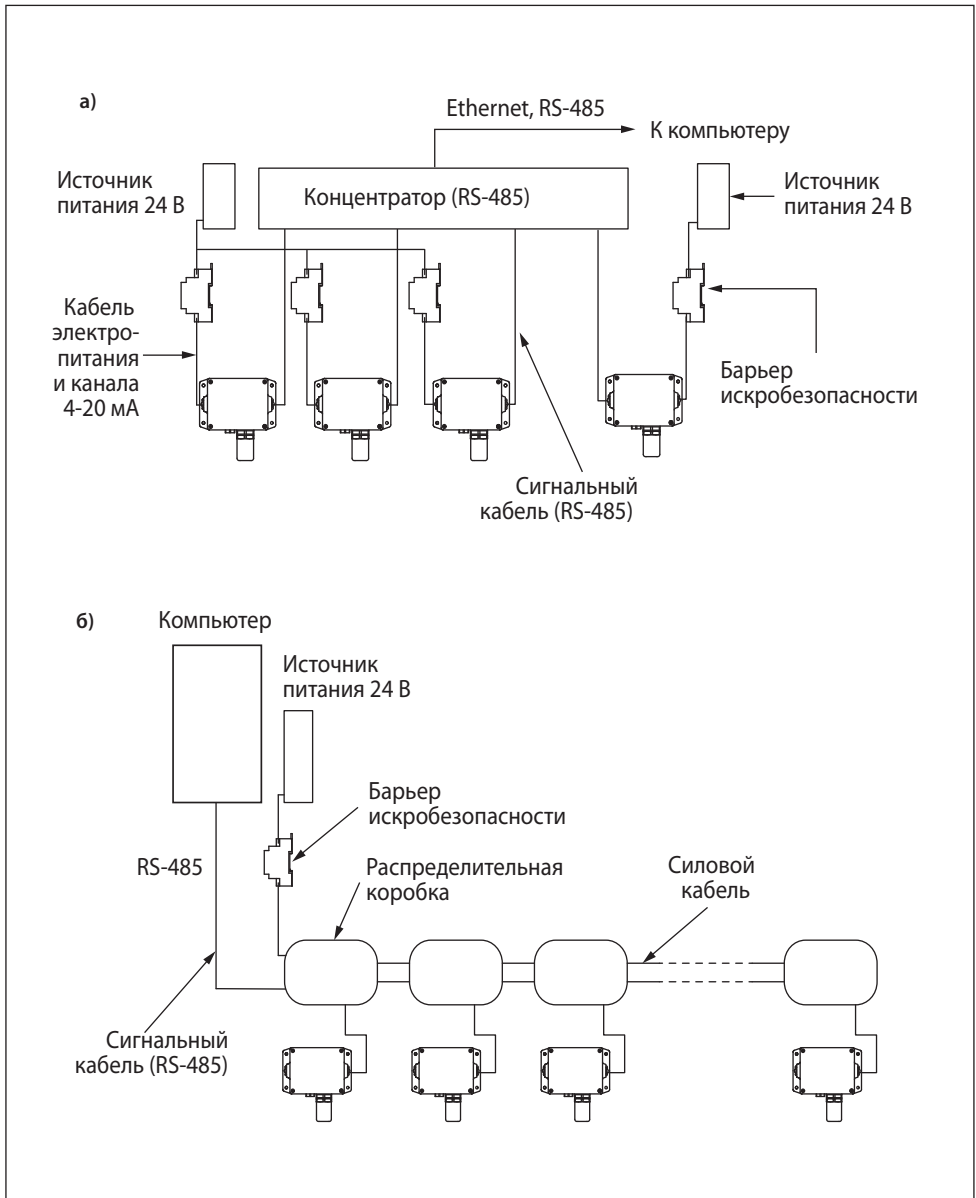 а)
Ethernet, RS-485
К компьютеру
Источник
питания 24 В
Концентратор (RS-485)
Источник
питания 24 В
Кабель
электро-
питания
и канала
4-20 мА
Барьер
искробезопасности
Сигнальный
кабель (RS-485)
б)
Компьютер
Источник
питания 24 В
Барьер
искробезопасности
RS-485
Распределительная
коробка
Силовой
кабель
Сигнальный
кабель (RS-485)